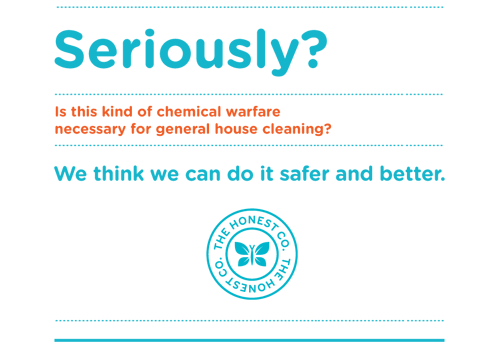 Seriously?
Is this kind of chemical warfare
necessary for general house cleaning?
We think we can do it safer and better.
THE HONEST CO.
THE HONEST CO.